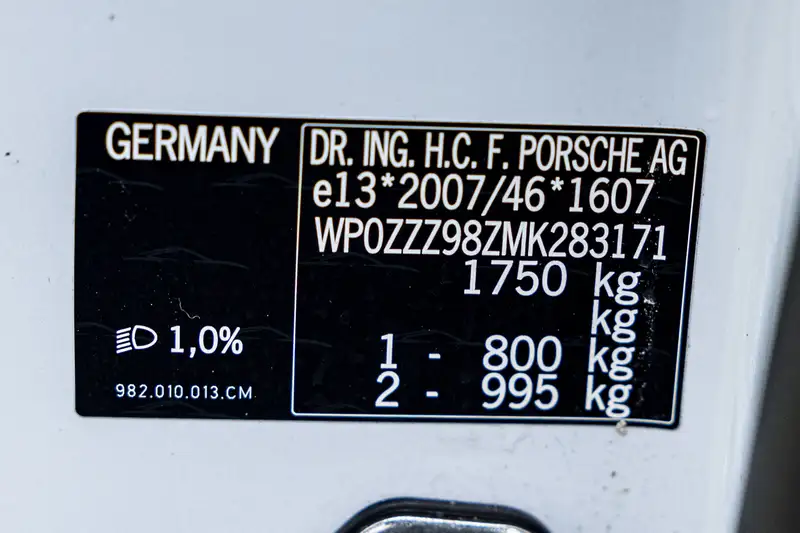 GERMANY
1,0%
982.010.013.CM
DR. ING. H.C. F. PORSCHE AG
e13*2007/46*1607
WP0ZZZ98ZMK283171
1750 kg
kg
1 - 800 kg
2 - 995 kg